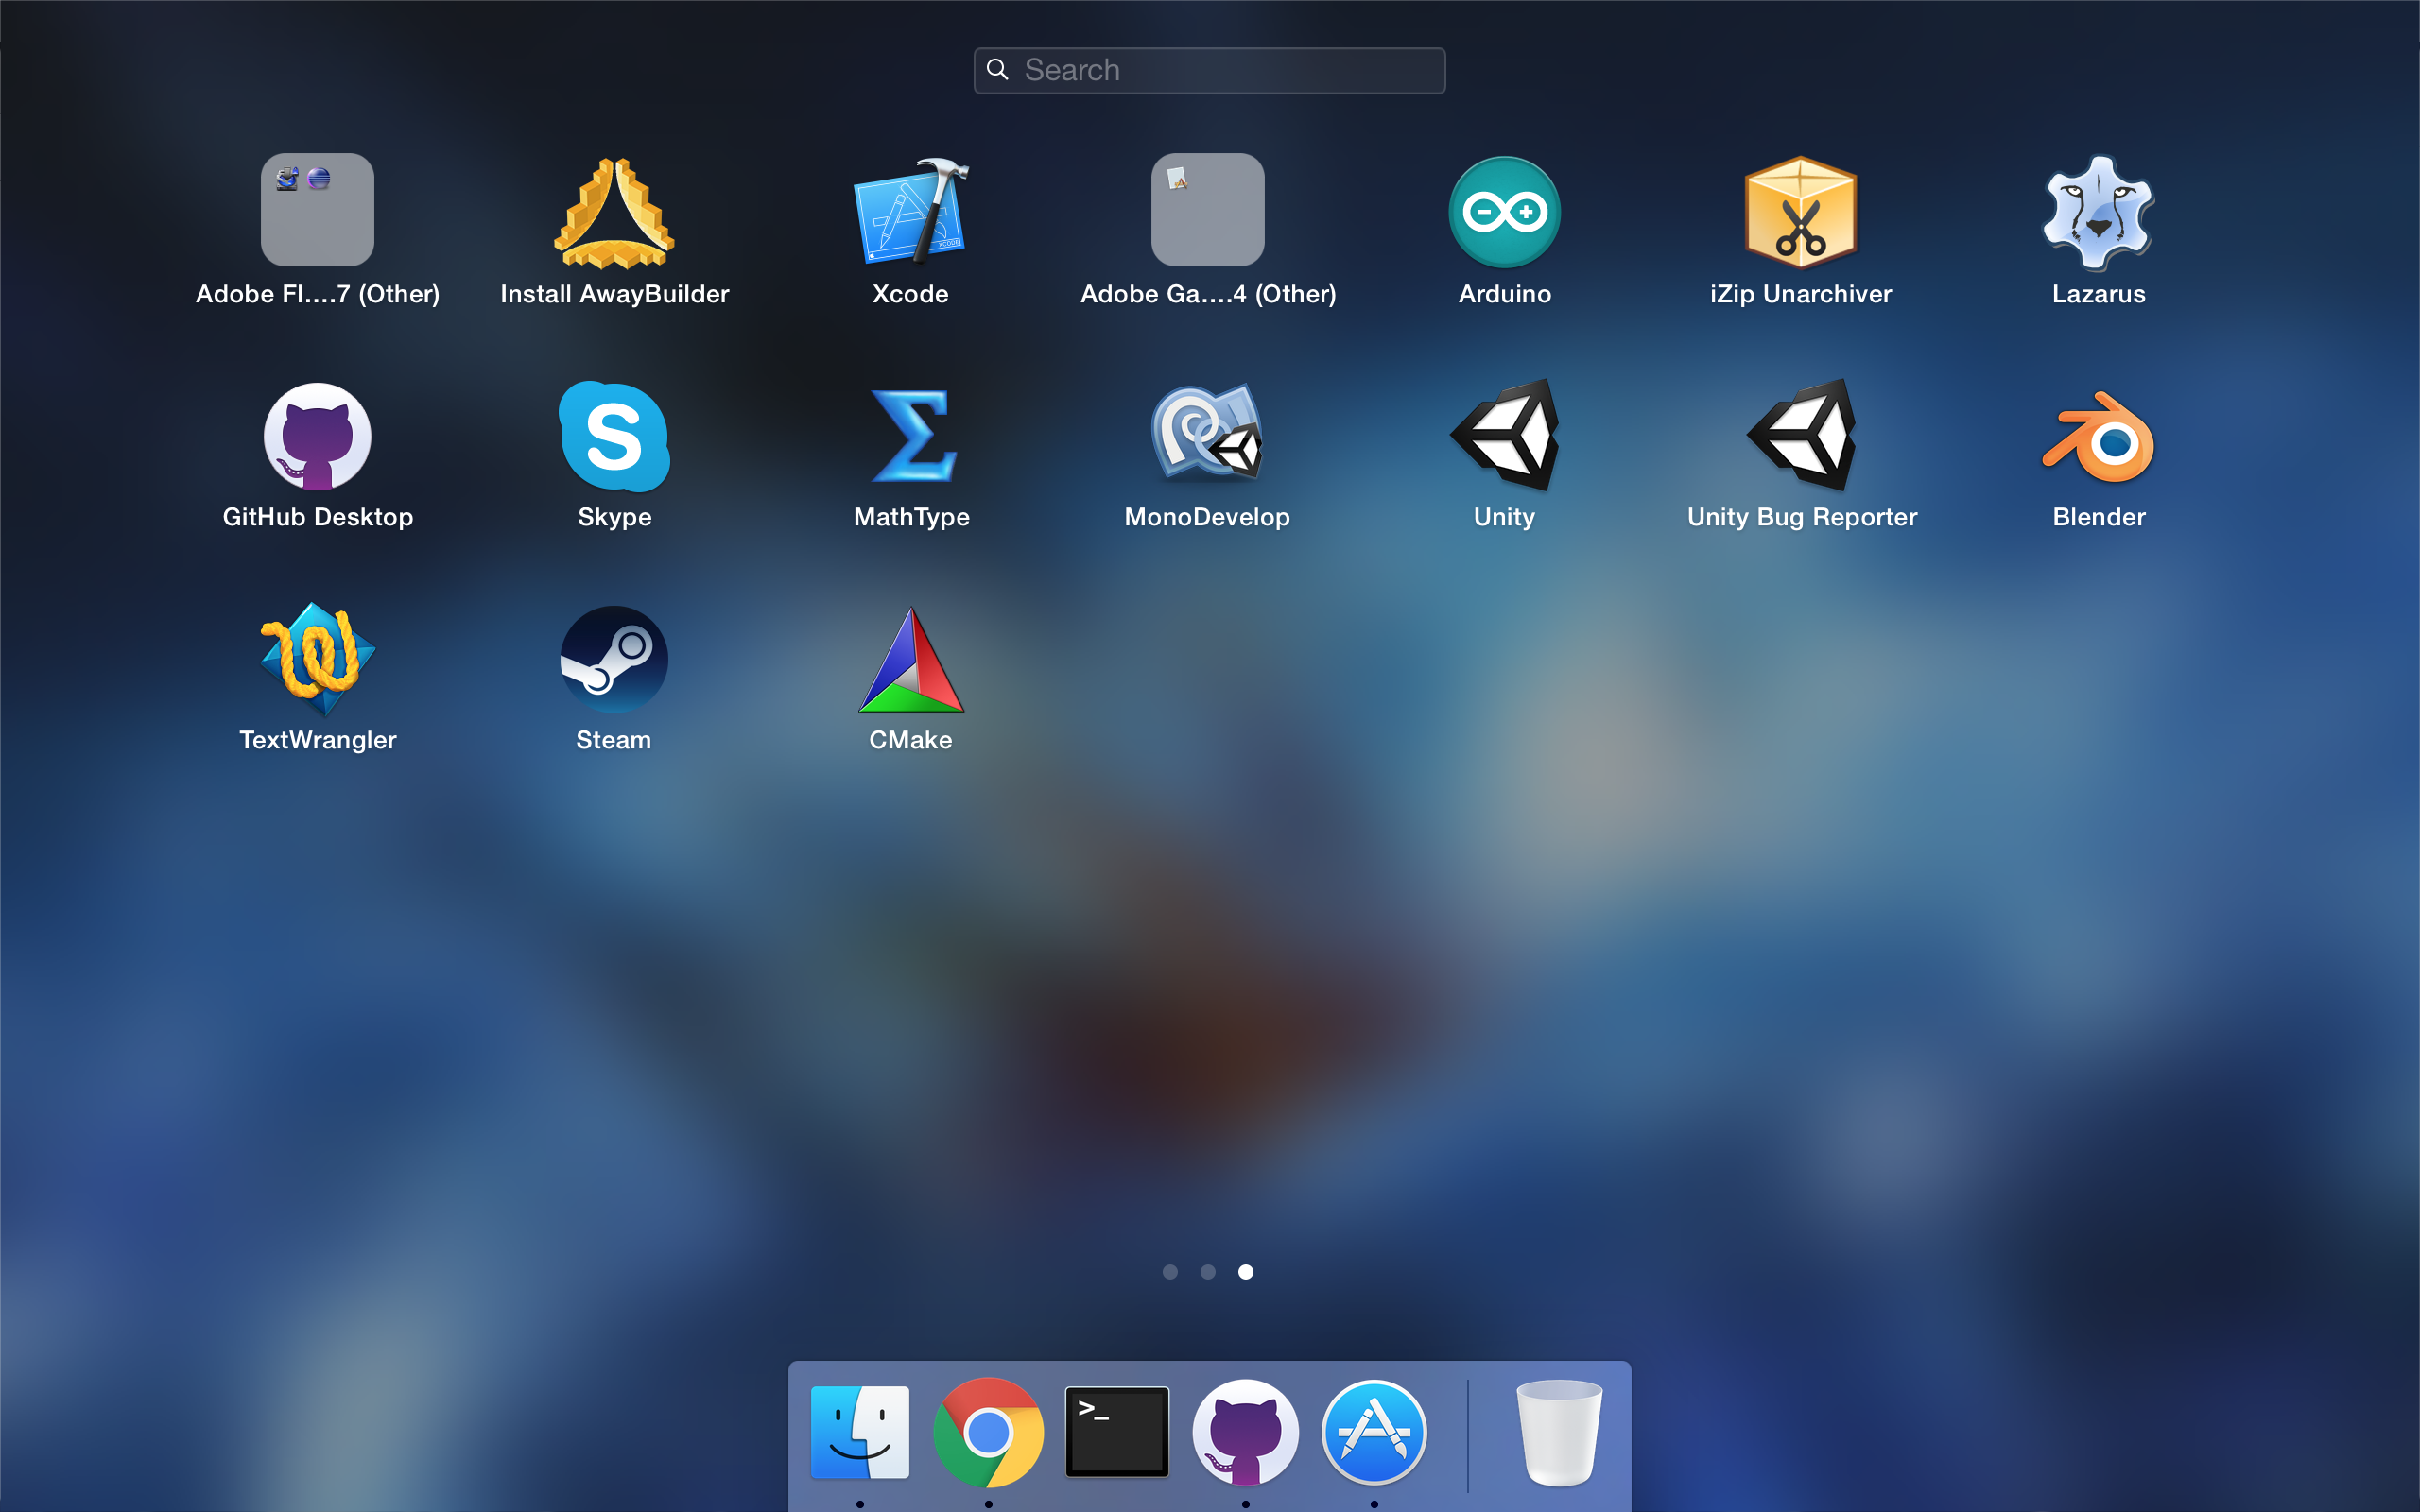 Search
Adobe Fl....7 (Other)
Install AwayBuilder
Xcode
Adobe Ga....4 (Other)
Arduino
iZip Unarchiver
Lazarus
GitHub Desktop
Skype
MathType
MonoDevelop
Unity
Unity Bug Reporter
Blender
TextWrangler
Steam
CMake